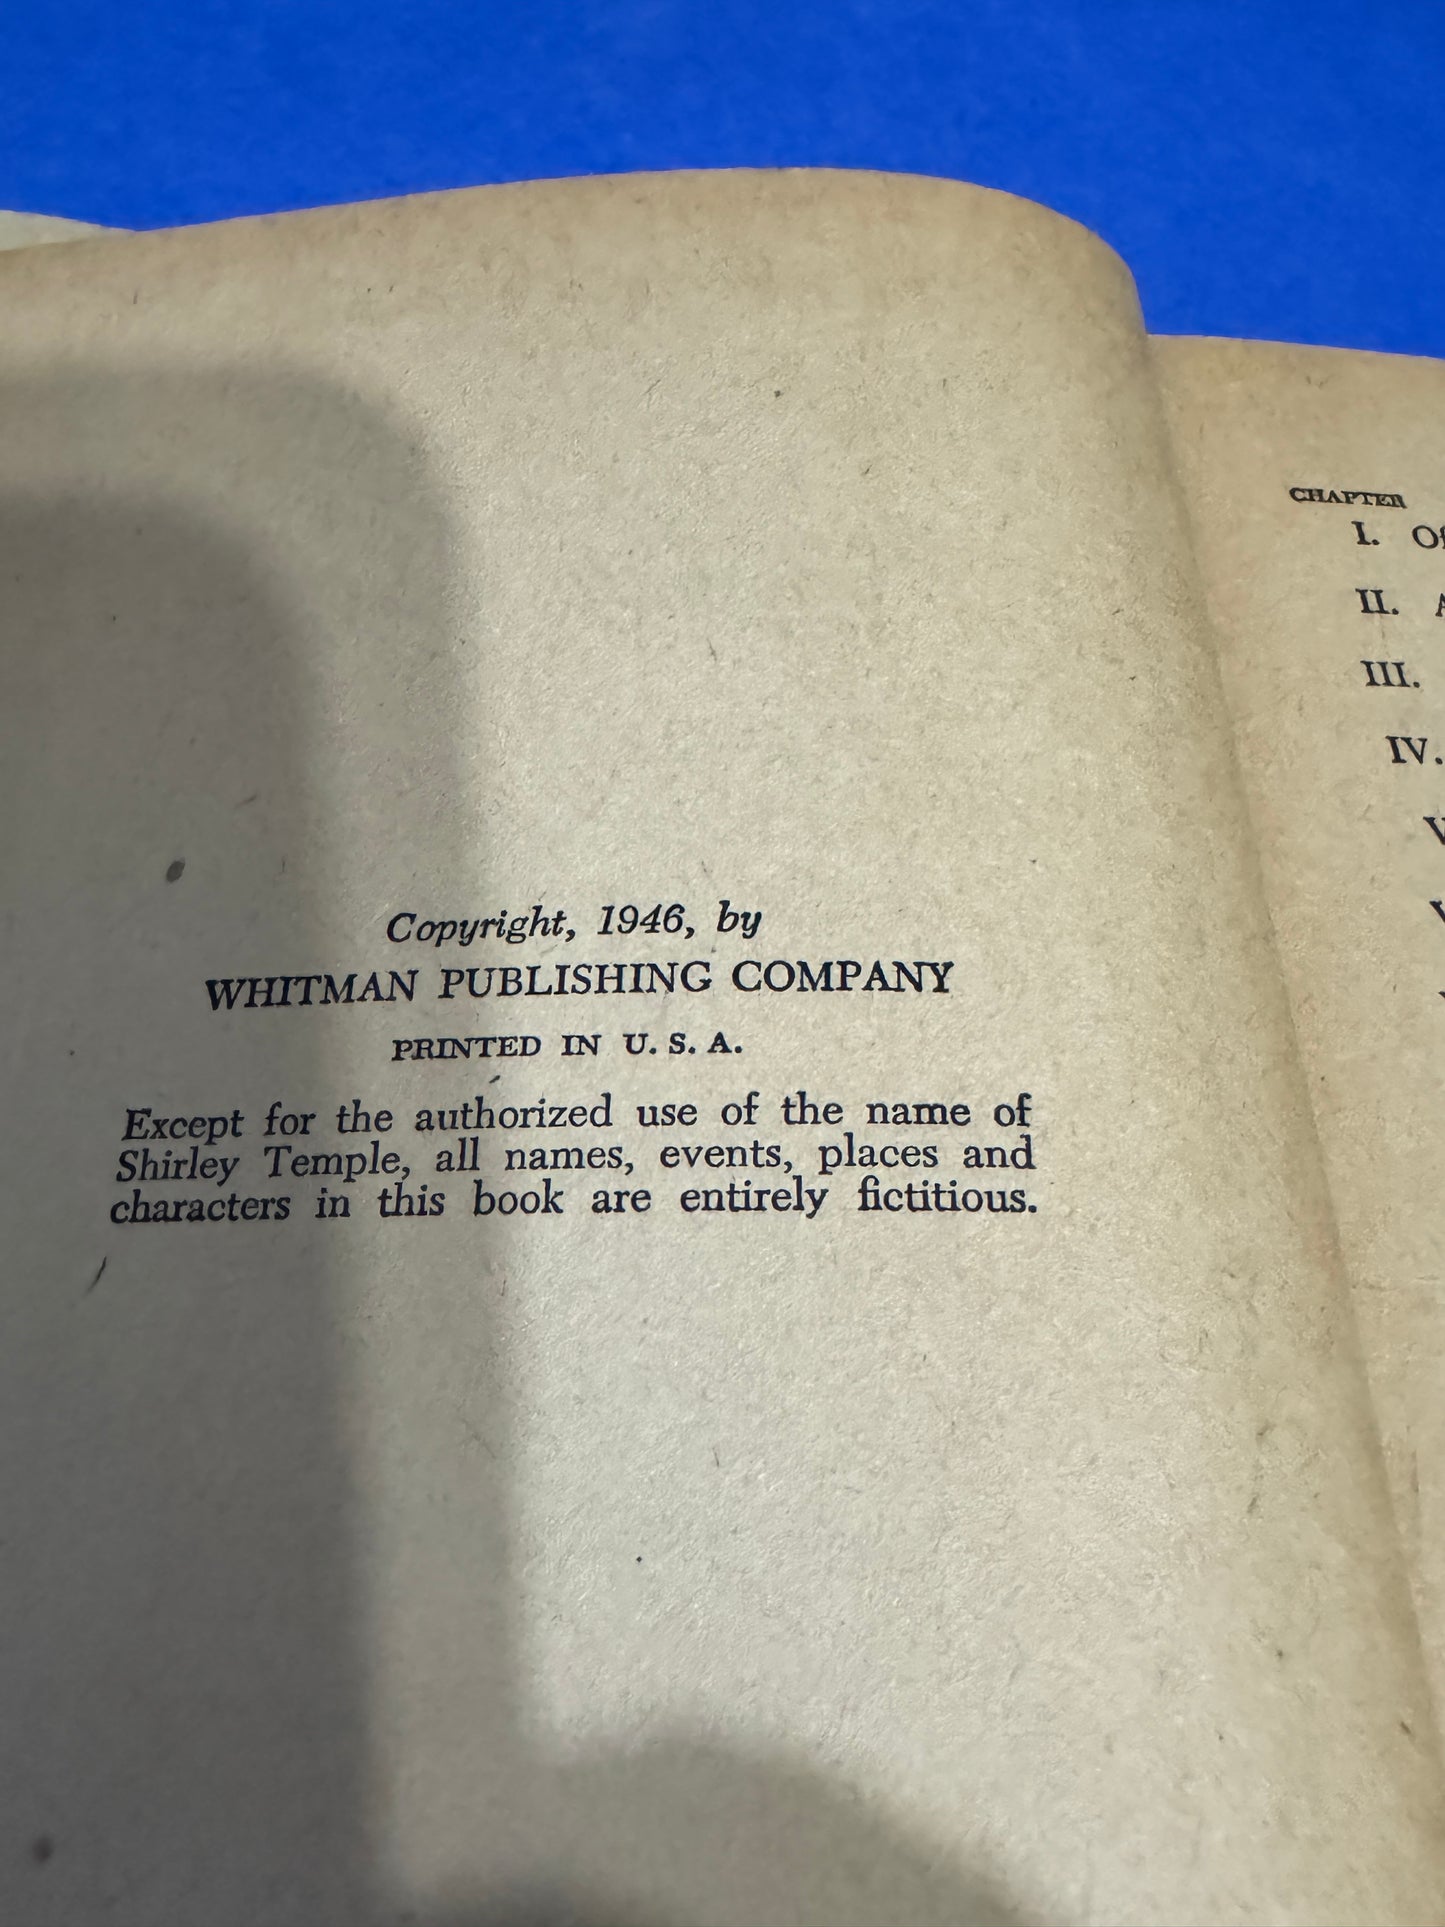 Copyright, 1946, by
WHITMAN PUBLISHING COMPANY
PRINTED IN U. S. A.
Except for the authorized use of the name of
Shirley Temple, all names, events, places and
characters in this book are entirely fictitious.
CHAPTER
I.
II.
III.
IV.